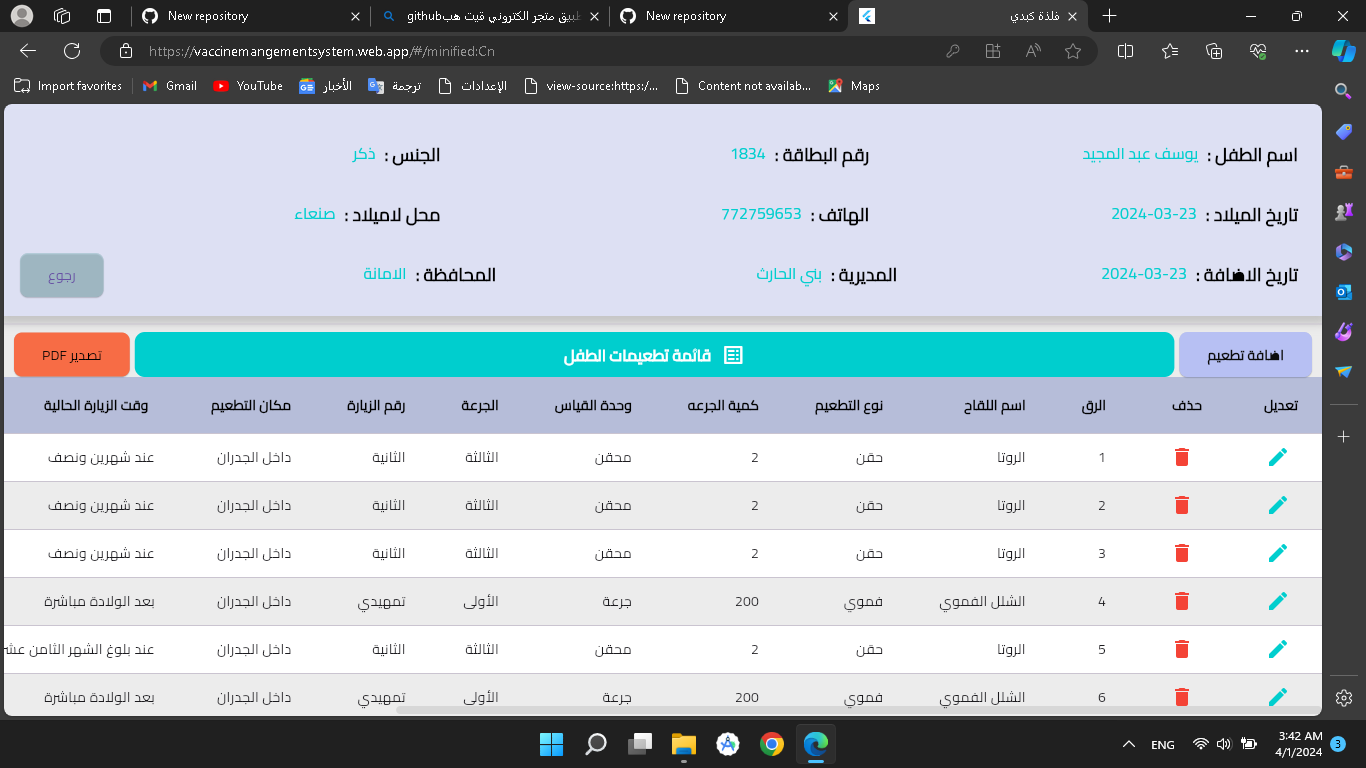 New repository
github تطبيق متجر الكتروني قيت هب
New repository
فلذة كبدي
https://vaccinemangementsystem.web.app/#/minified:Cn
Import favorites
Gmail
YouTube
الأخبار
ترجمة
الإعدادات
view-source:https:/...
Content not availab...
Maps
اسم الطفل : يوسف عبد المجيد رقم البطاقة : 1834 الجنس : ذكر
تاريخ الميلاد : 2024-03-23 الهاتف : 772759653 محل لاميلاد : صنعاء
تاريخ الاضافة : 2024-03-23 المديرية : بني الحارث المحافظة : الامانة
رجوع
اضافة تطعيم
قائمة تطعيمات الطفل
تصدير PDF
تعديل حذف الرق اسم اللقاح نوع التطعيم كمية الجرعه وحدة القياس الجرعة رقم الزيارة مكان التطعيم وقت الزيارة الحالية
1 الروتا حقن 2 محقن الثالثة الثانية داخل الجدران عند شهرين ونصف
2 الروتا حقن 2 محقن الثالثة الثانية داخل الجدران عند شهرين ونصف
3 الروتا حقن 2 محقن الثالثة الثانية داخل الجدران عند شهرين ونصف
4 الشلل الفموي فموي 200 جرعة الأولى تمهيدي داخل الجدران بعد الولادة مباشرة
5 الروتا حقن 2 محقن الثالثة الثانية داخل الجدران عند بلوغ الشهر الثامن عشر
6 الشلل الفموي فموي 200 جرعة الأولى تمهيدي داخل الجدران بعد الولادة مباشرة
ENG
3:42 AM
4/1/2024
3